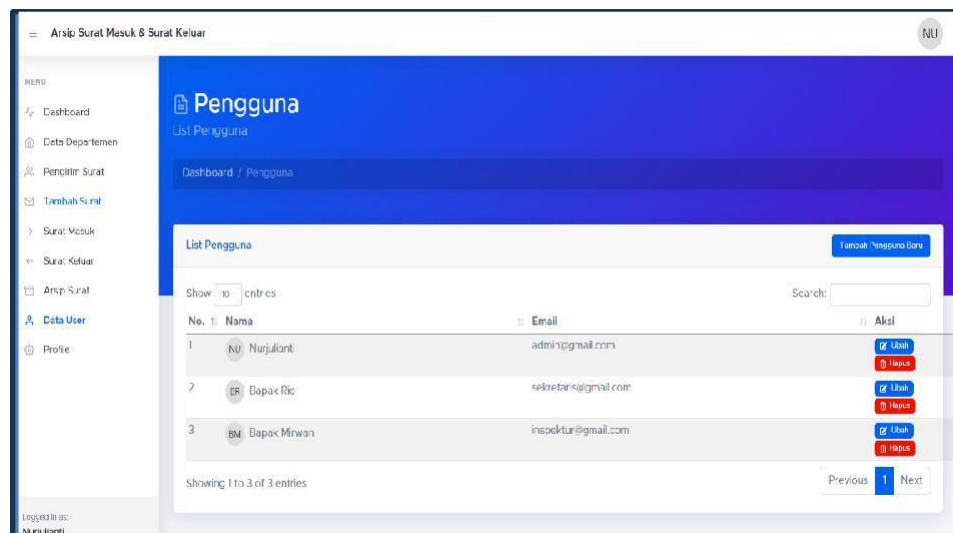 Arsip Surat Masuk & Surat Keluar
NU
MENU
Dashboard
Data Departemen
Pengirim Surat
Tambah Surat
Surat Masuk
Surat Keluar
Arsip Surat
Data User
Profile
Logged in as:
Nurjulianti
Pengguna
List Pengguna
Dashboard / Pengguna
List Pengguna
Tambah Pengguna Baru
Show 10 entries
Search:
No. Nama Email Aksi
1 NU Nurjulianti admin@gmail.com Ubah
Hapus
2 BR Bapak Rio sekretaris@gmail.com Ubah
Hapus
3 BM Bapak Mirwan inspektur@gmail.com Ubah
Hapus
Showing 1 to 3 of 3 entries
Previous 1 Next